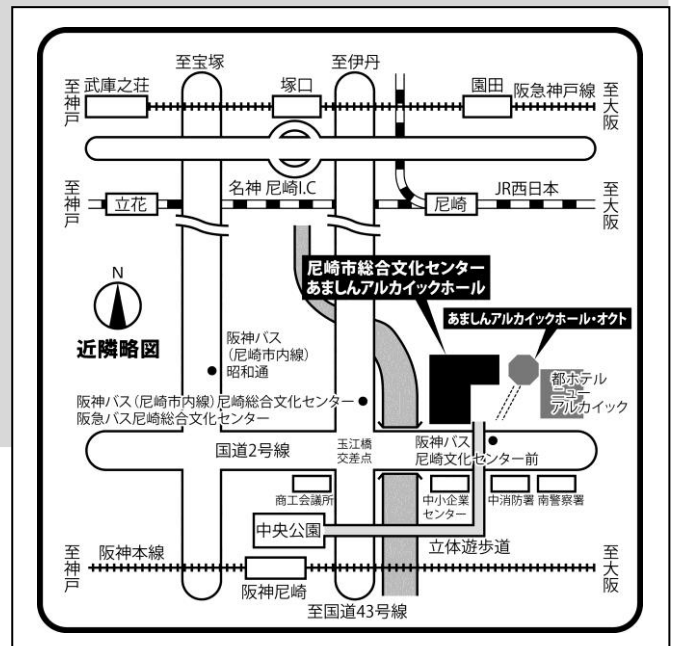 至宝塚
至伊丹
至神戸
武庫之荘
塚口
園田
阪急神戸線
至大阪
名神 尼崎I.C
JR西日本
至神戸
立花
尼崎
至大阪
尼崎市総合文化センター
あましんアルカイックホール
あましんアルカイックホール・オクト
N
近隣略図
阪神バス
(尼崎市内線)
昭和通
都ホテル
ニュー
アルカイック
阪神バス(尼崎市内線)尼崎総合文化センター
阪急バス尼崎総合文化センター
国道2号線
玉江橋
交差点
阪神バス
尼崎文化センター前
商工会議所
中小企業
センター
中消防署
南警察署
中央公園
立体遊歩道
至神戸
阪神本線
阪神尼崎
至大阪
至国道43号線